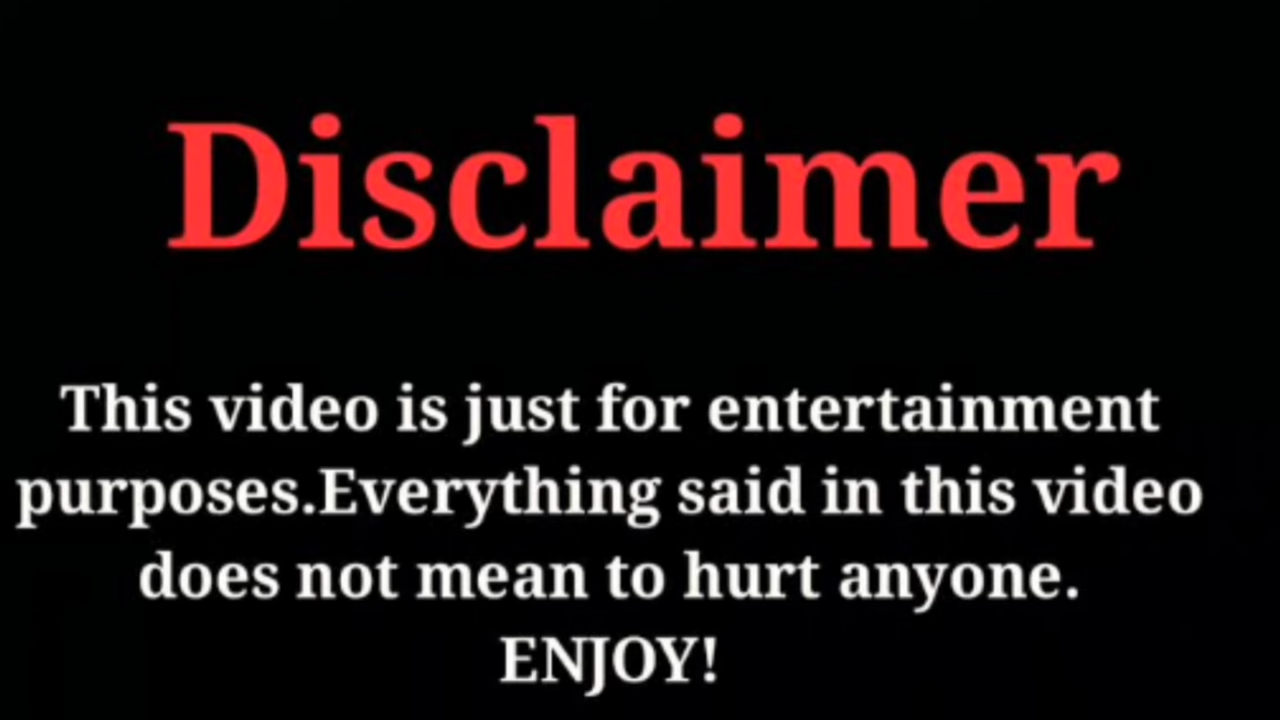 Disclaimer
This video is just for entertainment
purposes.Everything said in this video
does not mean to hurt anyone.
ENJOY!